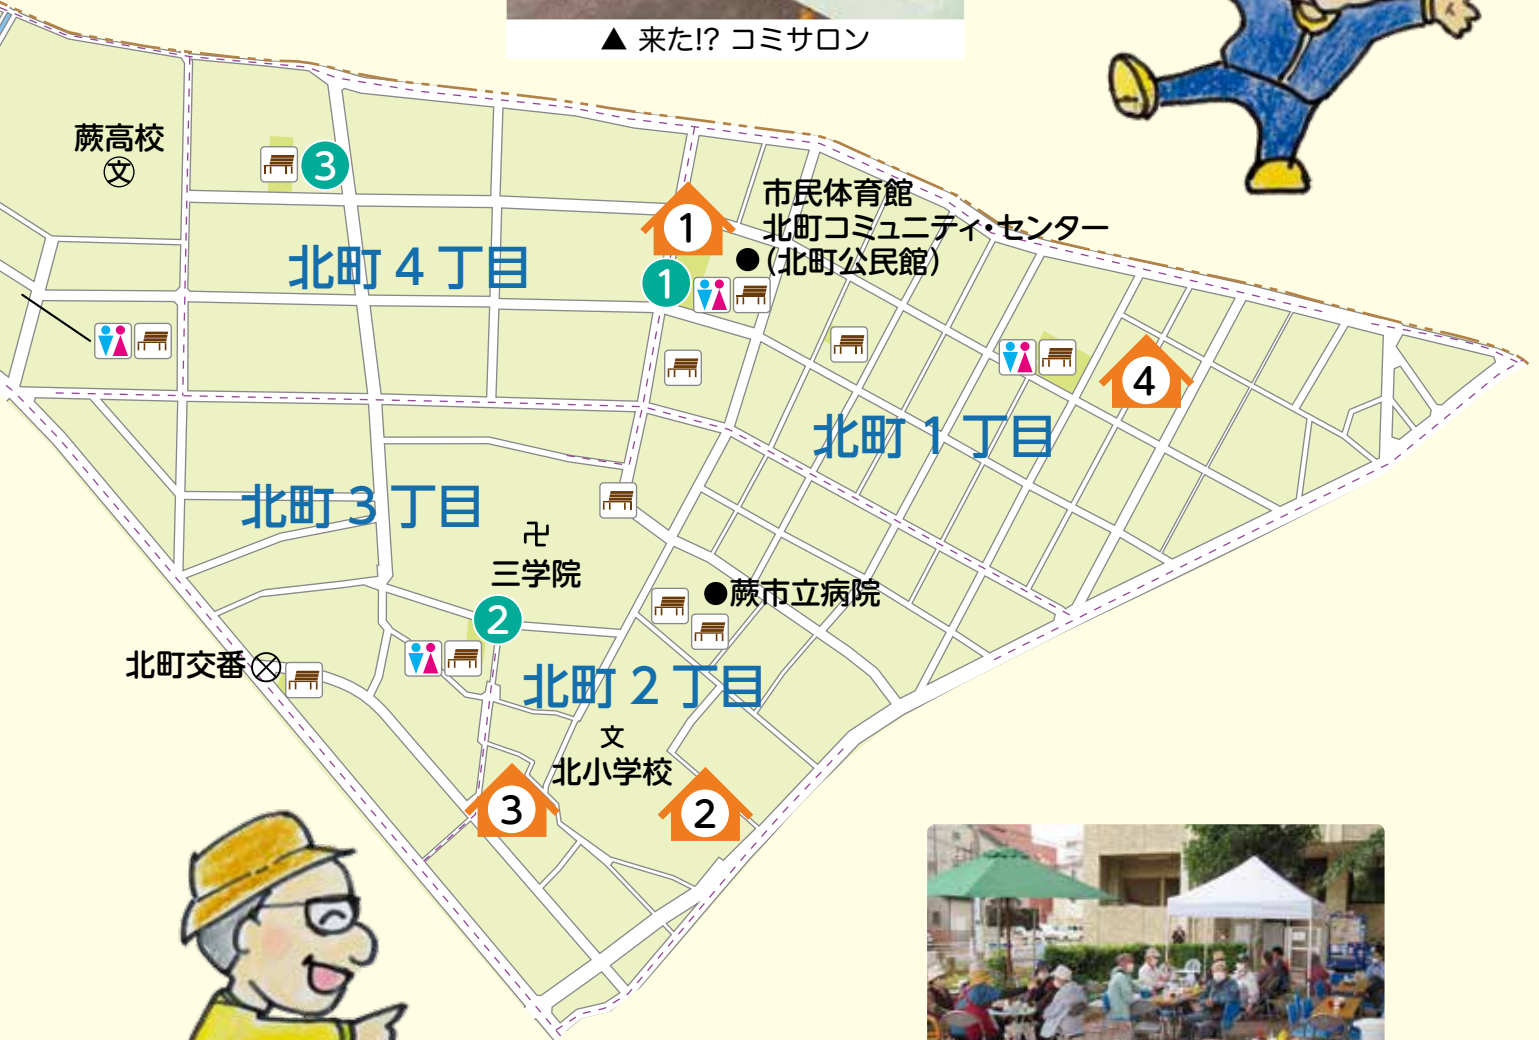 ▲ 来た!? コミサロン
蕨高校
文
3
1
市民体育館
北町コミュニティ・センター
(北町公民館)
北町4丁目
1
4
北町1丁目
北町3丁目
卍
三学院
2
●蕨市立病院
北町交番
北町2丁目
文
北小学校
3
2